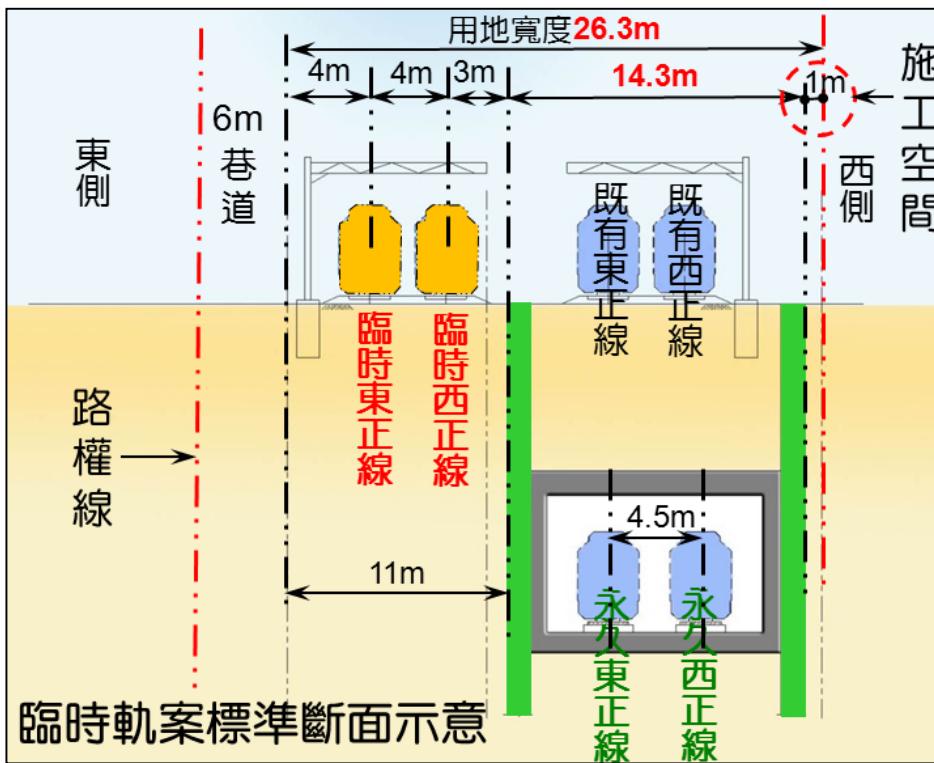 用地寬度26.3m
4m
4m
3m
14.3m
1m
施工空間
6m
巷道
東側
西側
既有東正線
既有西正線
臨時東正線
臨時西正線
路權線
4.5m
11m
永久東正線
永久西正線
臨時軌案標準斷面示意